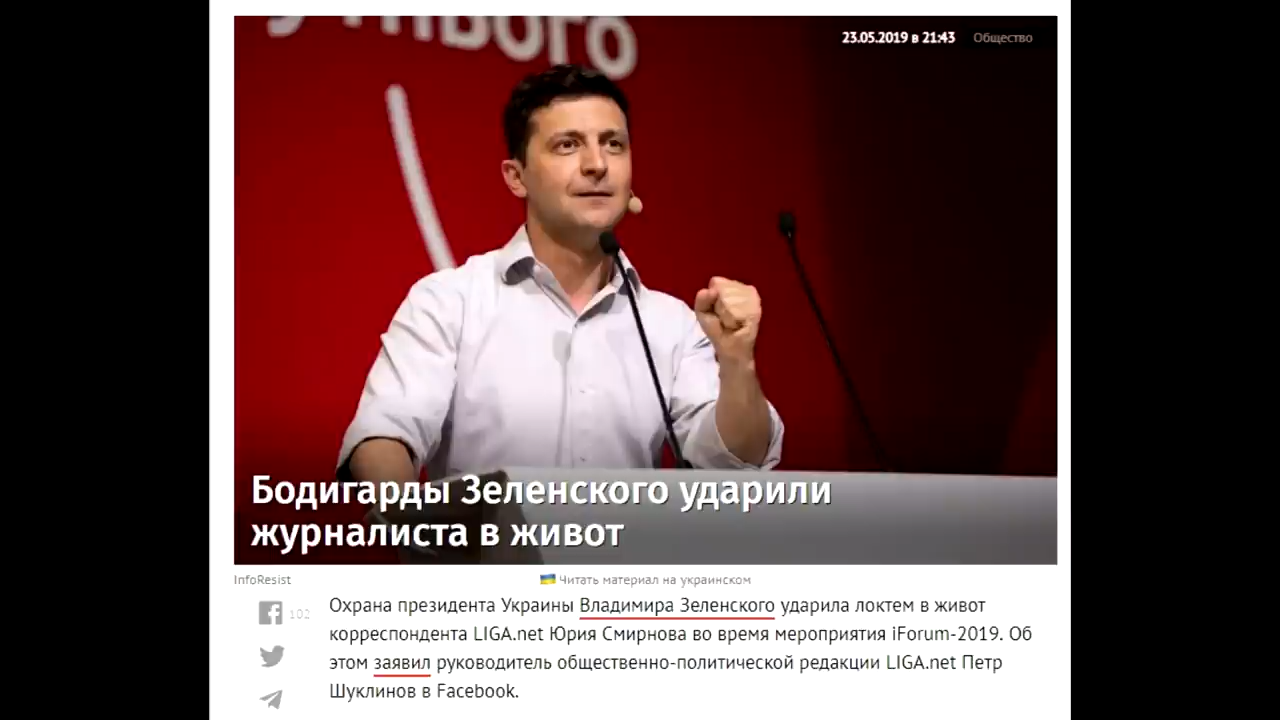 23.05.2019 в 21:43 Общество
Бодигарды Зеленского ударили
журналиста в живот
InfoResist
Читать материал на украинском
102
Охрана президента Украины Владимира Зеленского ударила локтем в живот
корреспондента LIGA.net Юрия Смирнова во время мероприятия iForum-2019. Об
этом заявил руководитель общественно-политической редакции LIGA.net Петр
Шуклинов в Facebook.